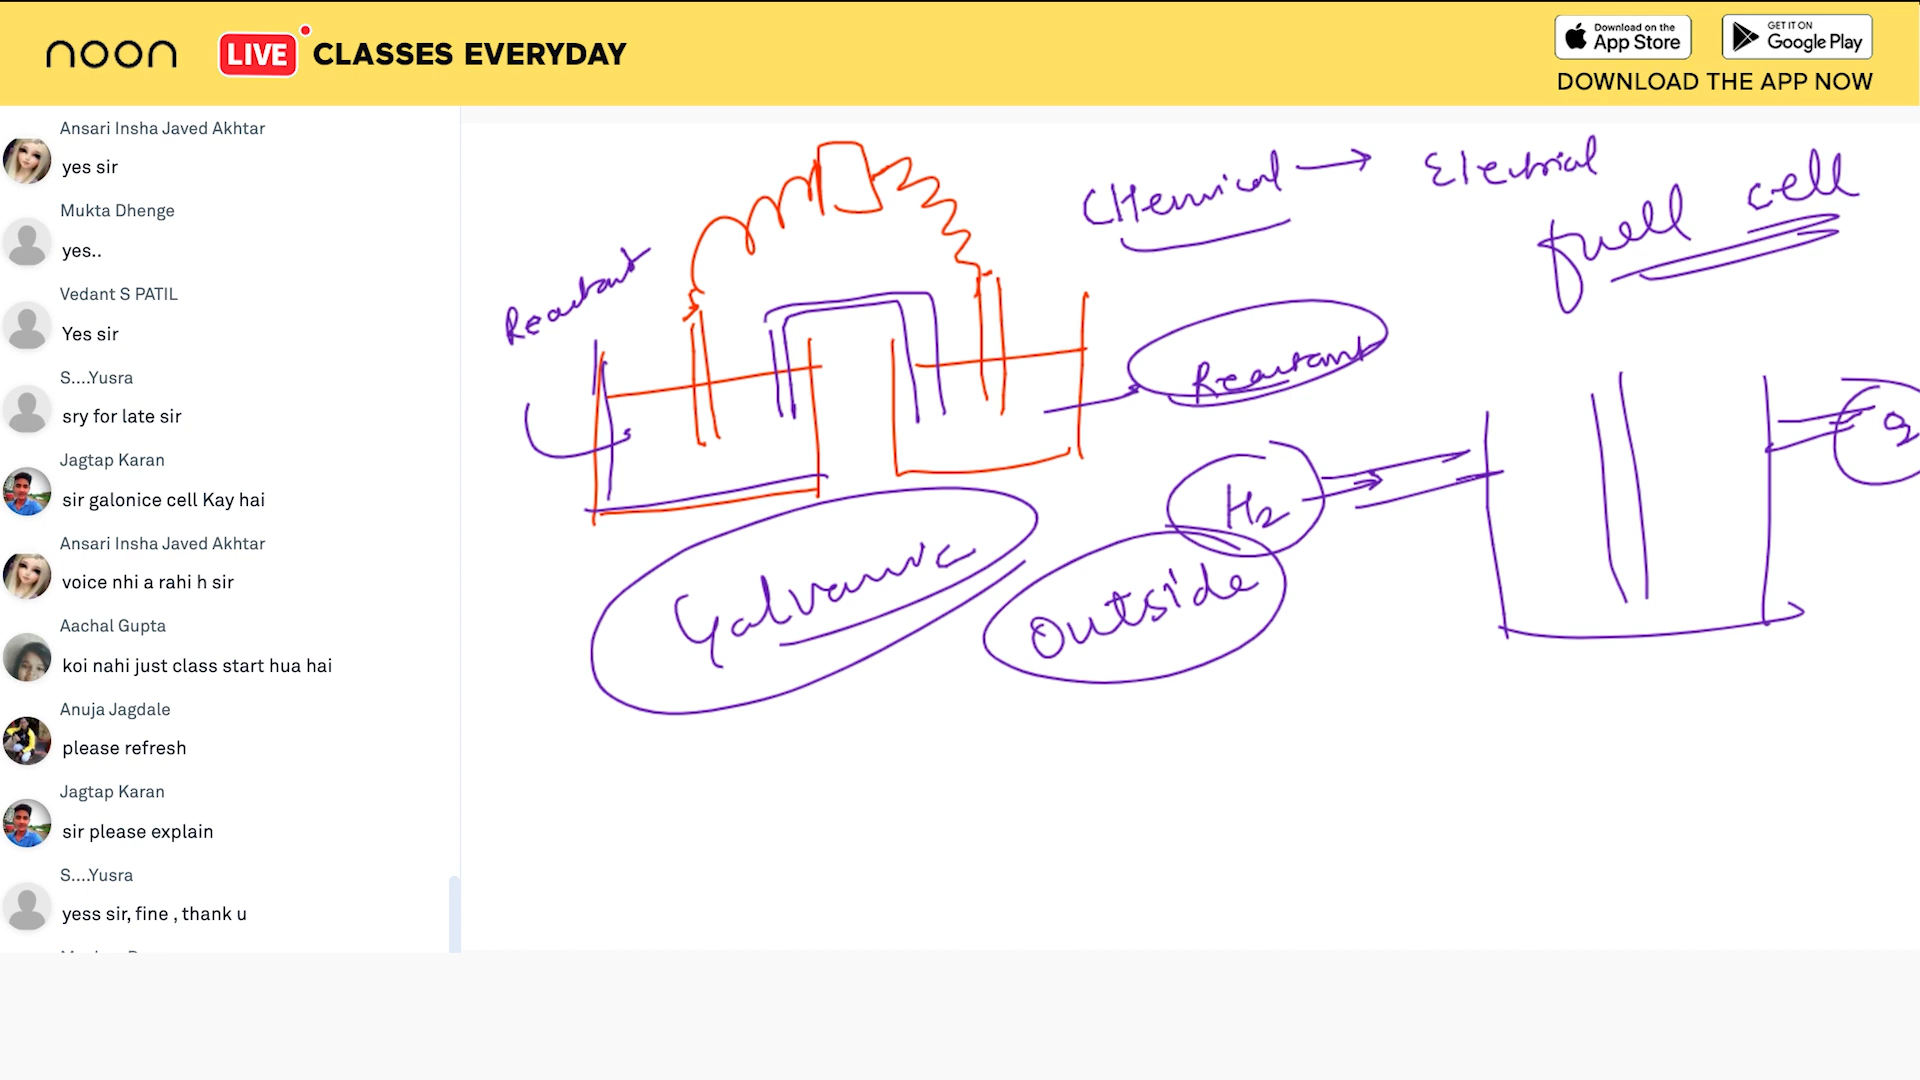 noon LIVE CLASSES EVERYDAY
Download on the
App Store
GET IT ON
Google Play
DOWNLOAD THE APP NOW
Ansari Insha Javed Akhtar
yes sir
Mukta Dhenge
yes..
Vedant S PATIL
Yes sir
S....Yusra
sry for late sir
Jagtap Karan
sir galonice cell Kay hai
Ansari Insha Javed Akhtar
voice nhi a rahi h sir
Aachal Gupta
koi nahi just class start hua hai
Anuja Jagdale
please refresh
Jagtap Karan
sir please explain
S....Yusra
yess sir, fine , thank u
CHemical → Electrical
fuell cell
Reactant
Reactant
H2
Galvanic
Outside